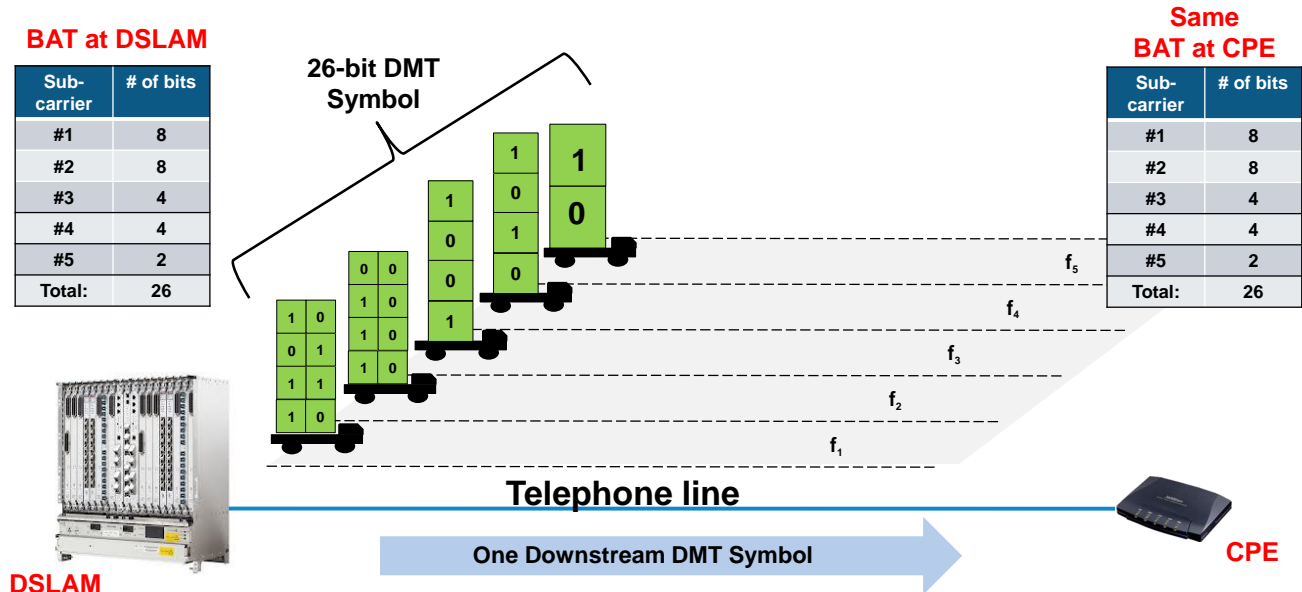 BAT at DSLAM
Sub-
carrier
# of bits
#1 8
#2 8
#3 4
#4 4
#5 2
Total: 26
26-bit DMT
Symbol
Same
BAT at CPE
Sub-
carrier
# of bits
#1 8
#2 8
#3 4
#4 4
#5 2
Total: 26
1 0
0 1
1 1
1 0
0 0
1 0
1 0
1 0
1
0
0
1
1
0
1
0
1
0
f5
f4
f3
f2
f1
Telephone line
One Downstream DMT Symbol
DSLAM
CPE